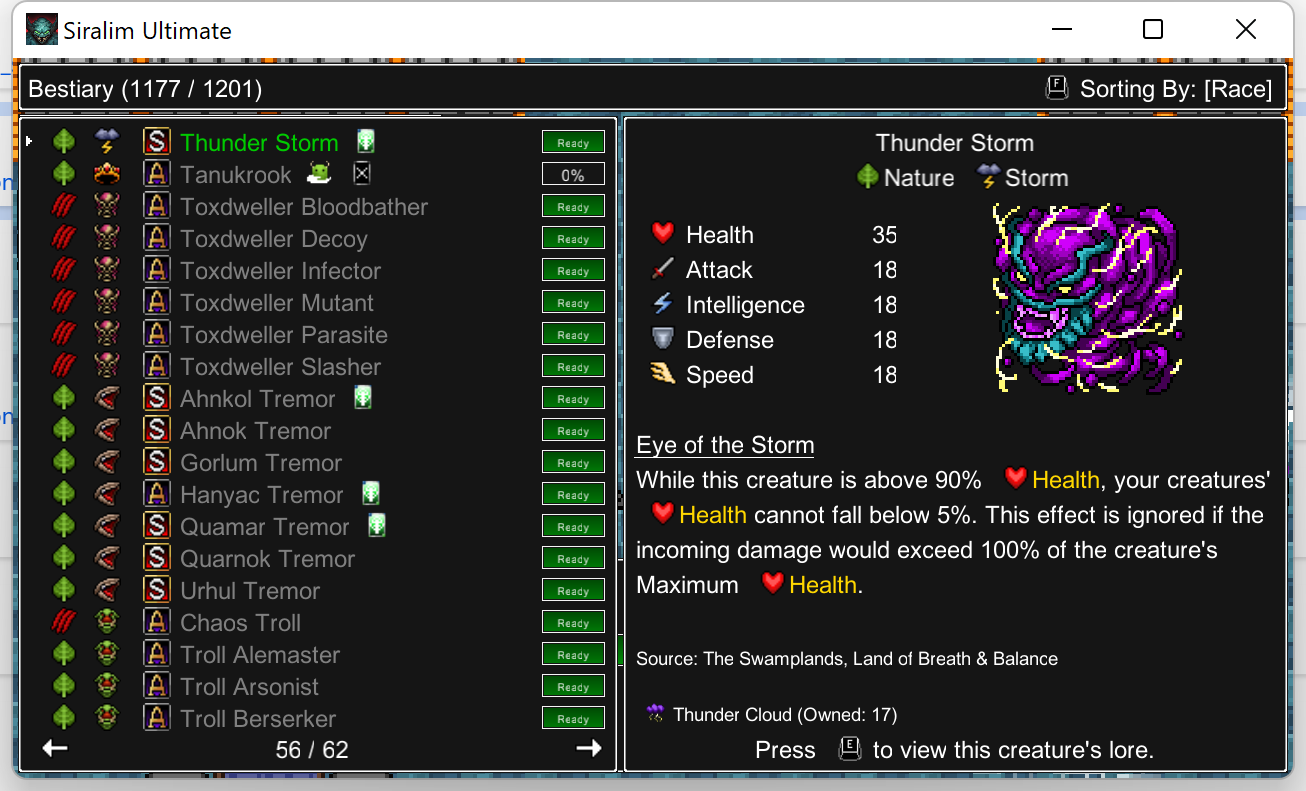 Siralim Ultimate
Bestiary (1177 / 1201)
F Sorting By: [Race]
S Thunder Storm Ready
A Tanukrook 0%
A Toxdweller Bloodbather Ready
A Toxdweller Decoy Ready
A Toxdweller Infector Ready
A Toxdweller Mutant Ready
A Toxdweller Parasite Ready
A Toxdweller Slasher Ready
S Ahnkol Tremor Ready
S Ahnok Tremor Ready
S Gorlum Tremor Ready
A Hanyac Tremor Ready
S Quamar Tremor Ready
S Quarnok Tremor Ready
S Urhul Tremor Ready
A Chaos Troll Ready
A Troll Alemaster Ready
A Troll Arsonist Ready
A Troll Berserker Ready
56 / 62
Thunder Storm
Nature Storm
Health 35
Attack 18
Intelligence 18
Defense 18
Speed 18
Eye of the Storm
While this creature is above 90% Health, your creatures'
Health cannot fall below 5%. This effect is ignored if the
incoming damage would exceed 100% of the creature's
Maximum Health.
Source: The Swamplands, Land of Breath & Balance
Thunder Cloud (Owned: 17)
Press E to view this creature's lore.